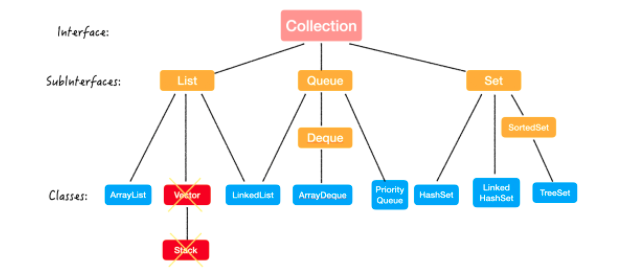 Interface:
Collection
SubInterfaces:
List
Queue
Set
Deque
SortedSet
Classes:
ArrayList
Vector
LinkedList
ArrayDeque
Priority
Queue
HashSet
Linked
HashSet
TreeSet
Stack